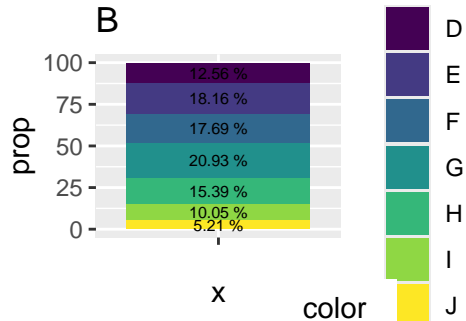 B
prop
100
75
50
25
0
12.56 %
18.16 %
17.69 %
20.93 %
15.39 %
10.05 %
5.21 %
x
color
D
E
F
G
H
I
J